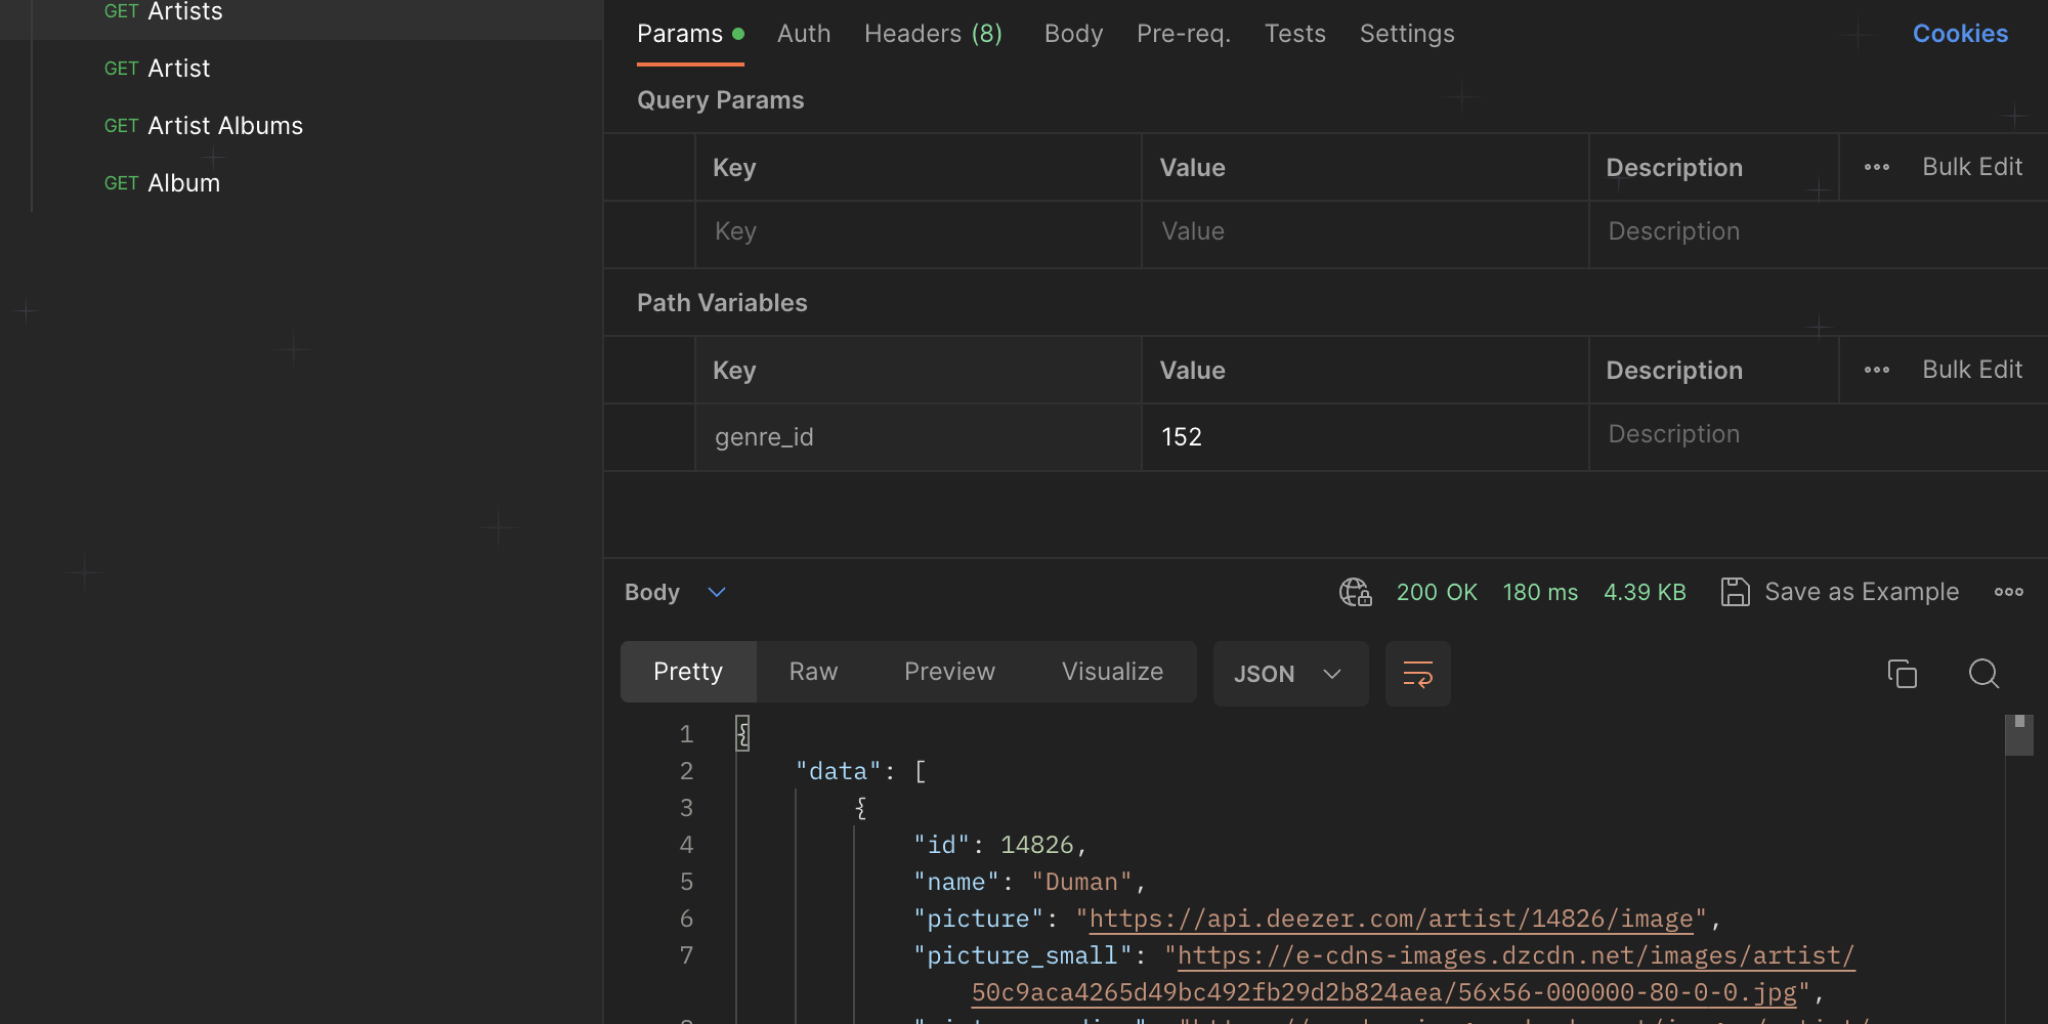 GET Artists
GET Artist
GET Artist Albums
GET Album
Params Auth Headers (8) Body Pre-req. Tests Settings Cookies
Query Params
Key Value Description Bulk Edit
Key Value Description
Path Variables
Key Value Description Bulk Edit
genre_id 152 Description
Body 200 OK 180 ms 4.39 KB Save as Example
Pretty Raw Preview Visualize JSON
1 {
2 "data": [
3 {
4 "id": 14826,
5 "name": "Duman",
6 "picture": "https://api.deezer.com/artist/14826/image",
7 "picture_small": "https://e-cdns-images.dzcdn.net/images/artist/
50c9aca4265d49bc492fb29d2b824aea/56x56-000000-80-0-0.jpg",